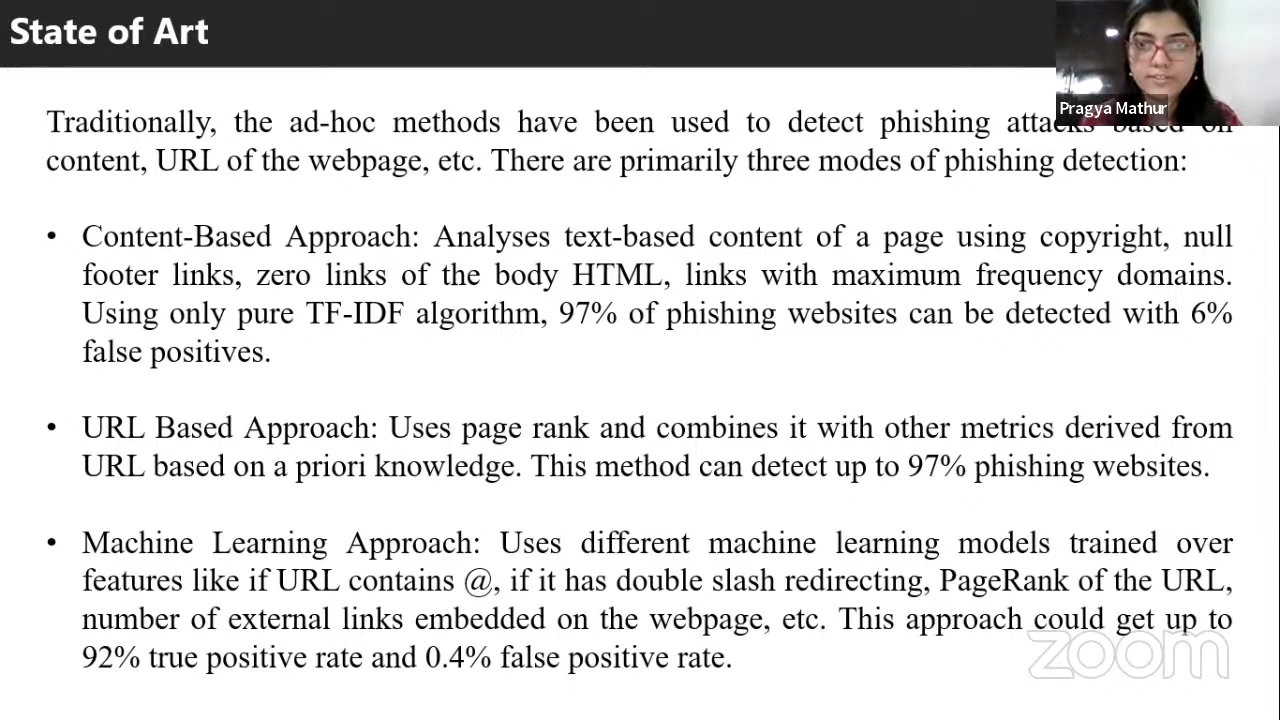 State of Art
Pragya Mathur
Traditionally, the ad-hoc methods have been used to detect phishing attacks based on
content, URL of the webpage, etc. There are primarily three modes of phishing detection:
• Content-Based Approach: Analyses text-based content of a page using copyright, null
footer links, zero links of the body HTML, links with maximum frequency domains.
Using only pure TF-IDF algorithm, 97% of phishing websites can be detected with 6%
false positives.
• URL Based Approach: Uses page rank and combines it with other metrics derived from
URL based on a priori knowledge. This method can detect up to 97% phishing websites.
• Machine Learning Approach: Uses different machine learning models trained over
features like if URL contains @, if it has double slash redirecting, PageRank of the URL,
number of external links embedded on the webpage, etc. This approach could get up to
92% true positive rate and 0.4% false positive rate.
zoom